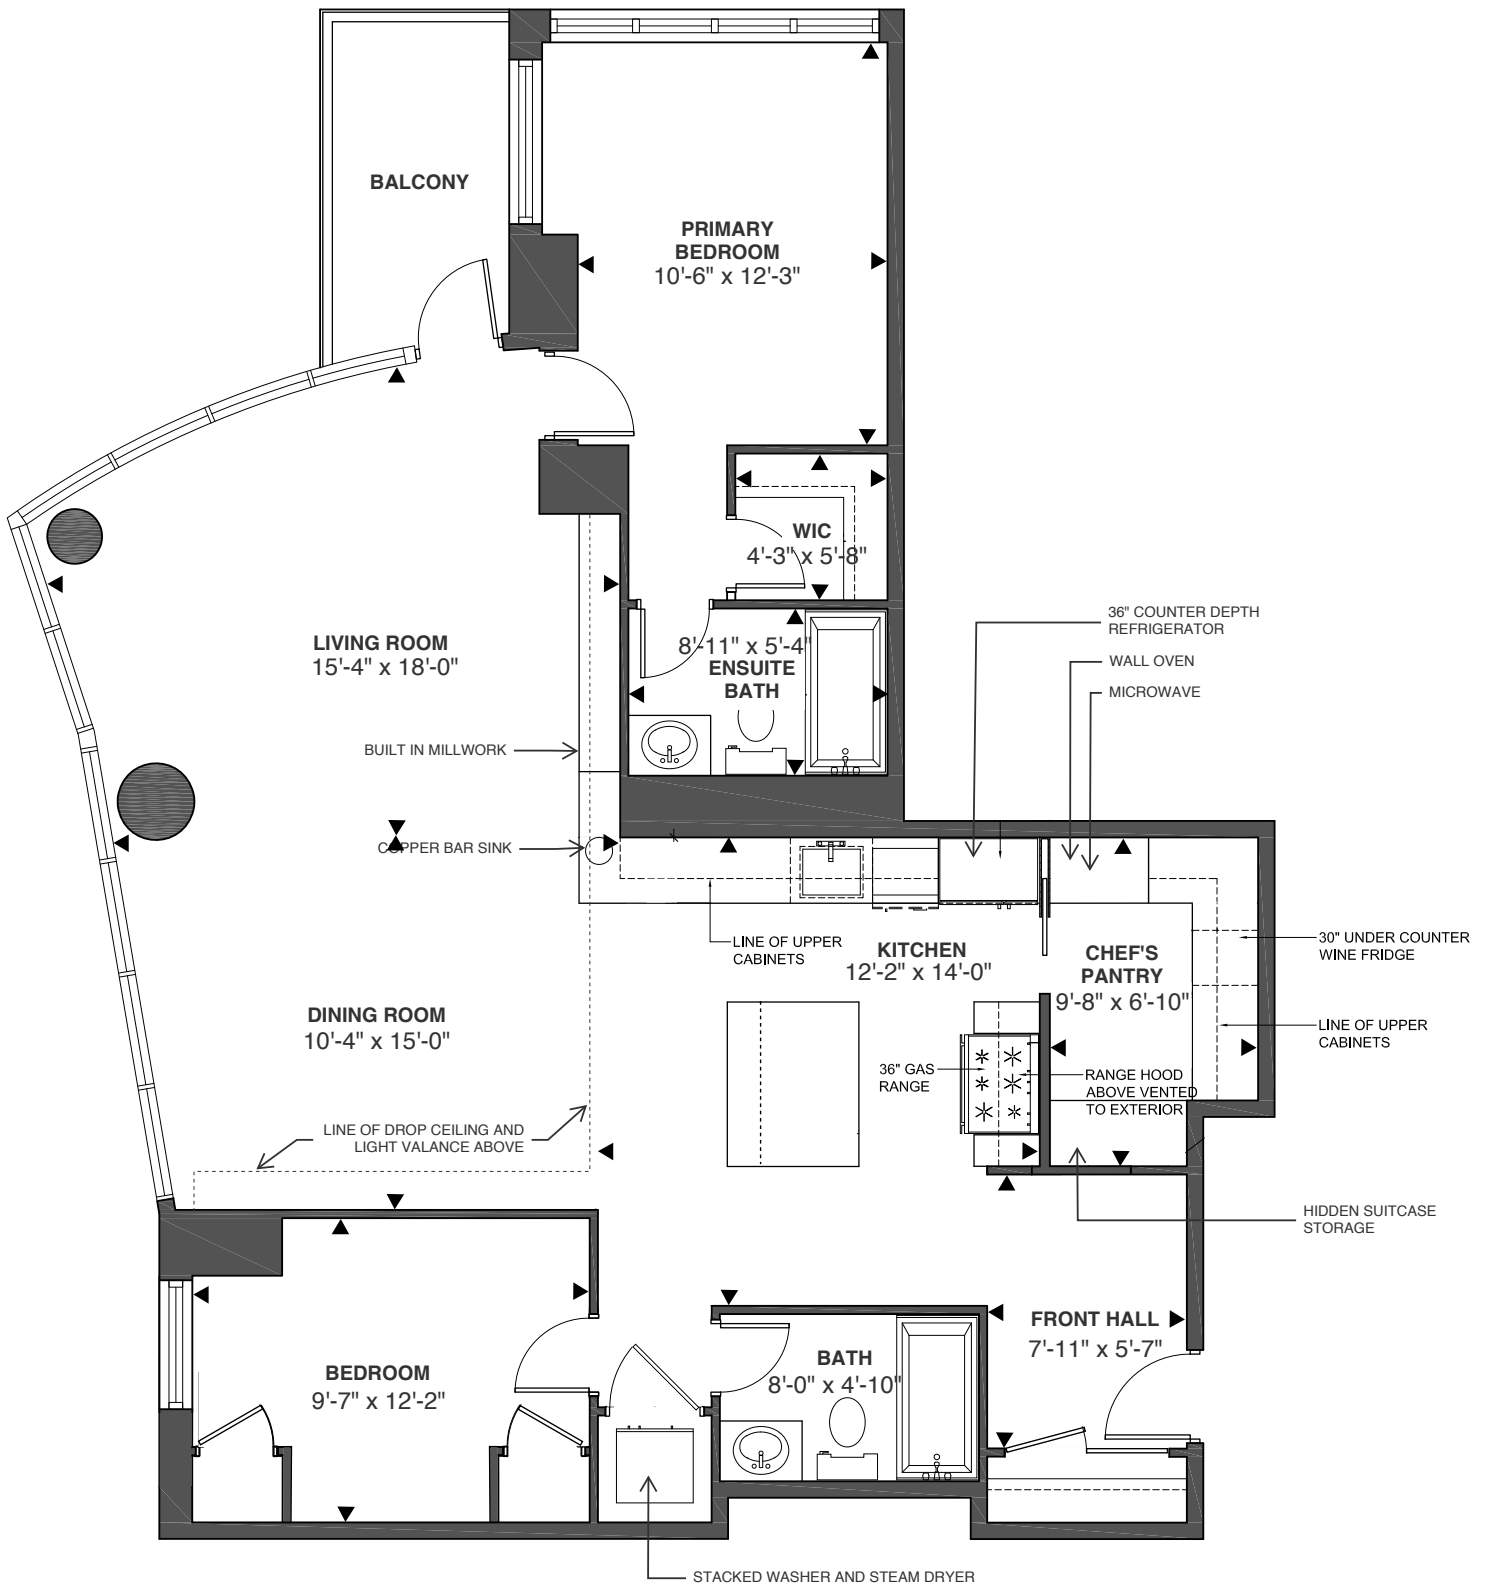 BALCONY
PRIMARY
BEDROOM
10'-6" x 12'-3"
WIC
4'-3" x 5'-8"
8'-11" x 5'-4"
ENSUITE
BATH
36" COUNTER DEPTH
REFRIGERATOR
WALL OVEN
MICROWAVE
LIVING ROOM
15'-4" x 18'-0"
BUILT IN MILLWORK
COPPER BAR SINK
LINE OF UPPER
CABINETS
KITCHEN
12'-2" x 14'-0"
CHEF'S
PANTRY
9'-8" x 6'-10"
30" UNDER COUNTER
WINE FRIDGE
LINE OF UPPER
CABINETS
DINING ROOM
10'-4" x 15'-0"
36" GAS
RANGE
RANGE HOOD
ABOVE VENTED
TO EXTERIOR
LINE OF DROP CEILING AND
LIGHT VALANCE ABOVE
HIDDEN SUITCASE
STORAGE
FRONT HALL
7'-11" x 5'-7"
BATH
8'-0" x 4'-10"
BEDROOM
9'-7" x 12'-2"
STACKED WASHER AND STEAM DRYER